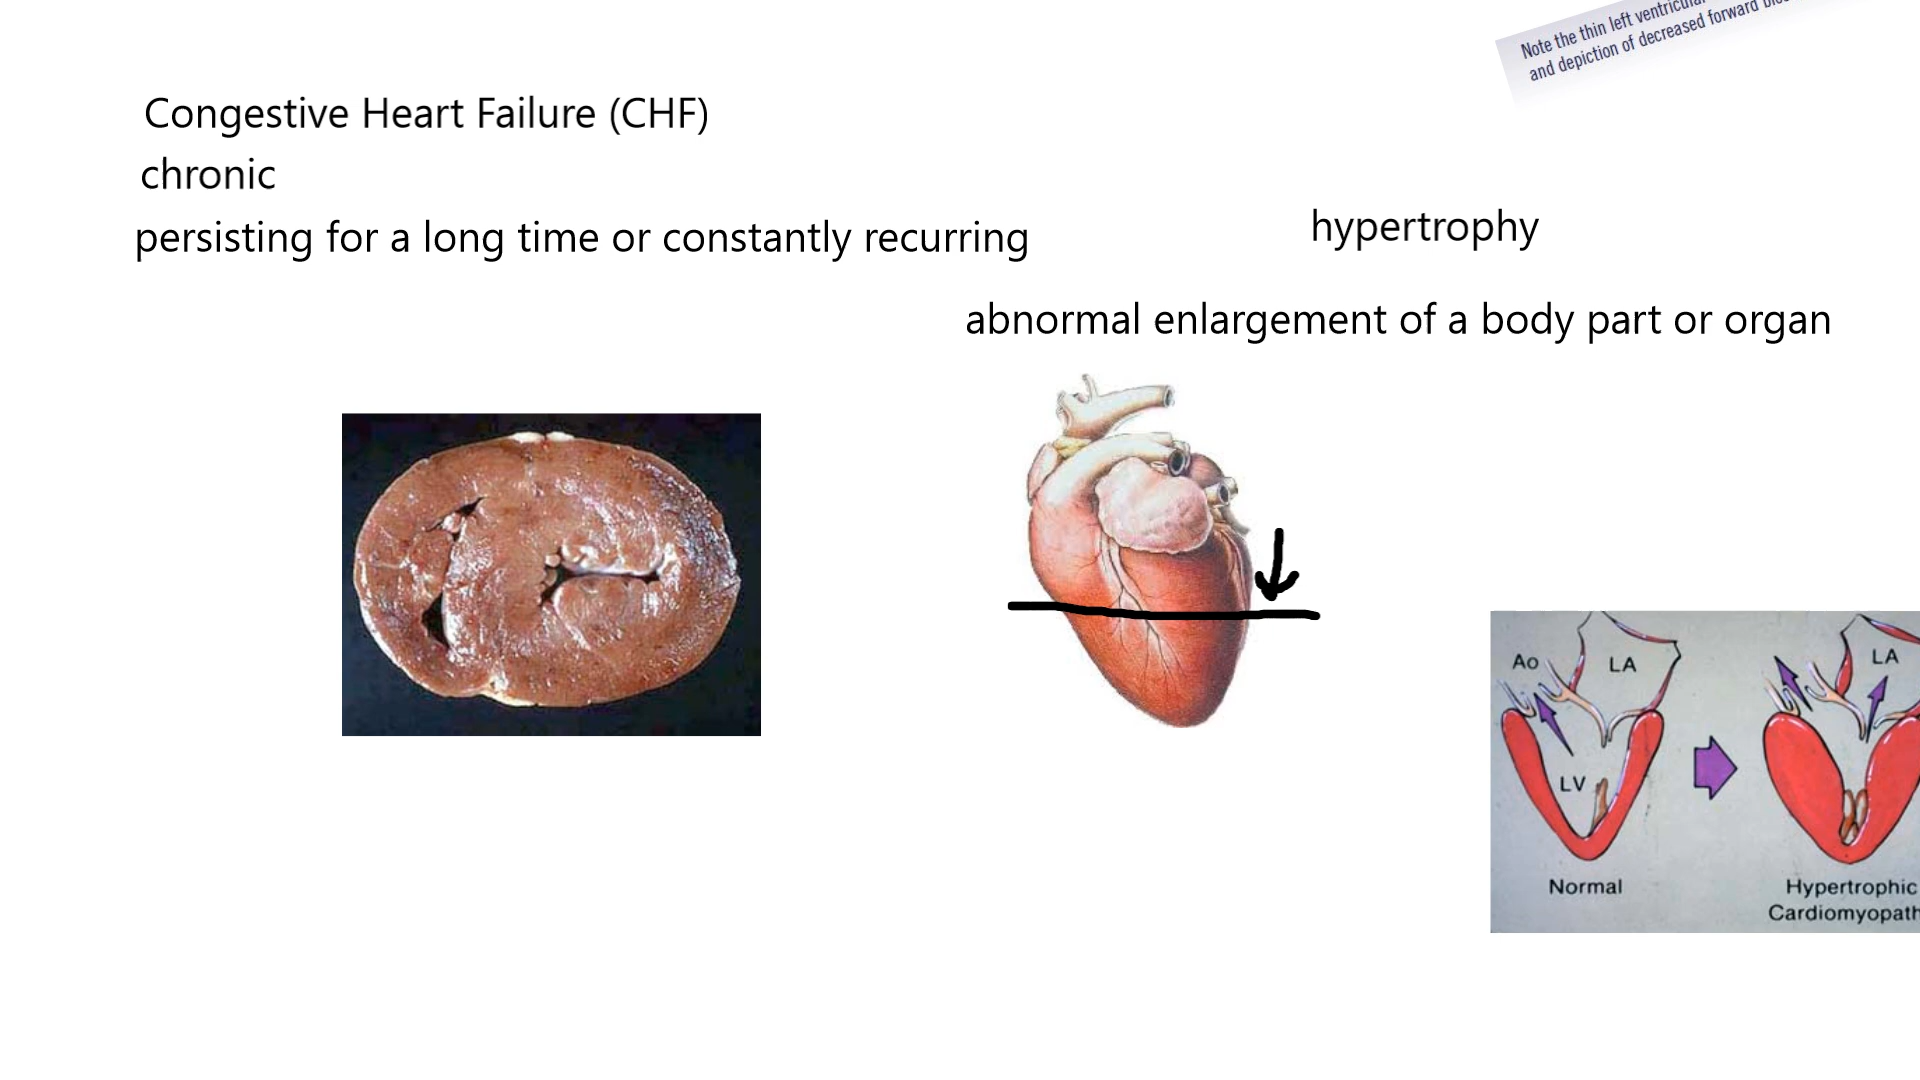 Note the thin left ventricular
and depiction of decreased forward
Congestive Heart Failure (CHF)
chronic
persisting for a long time or constantly recurring
hypertrophy
abnormal enlargement of a body part or organ
Ao
LA
LA
LV
Normal
Hypertrophic